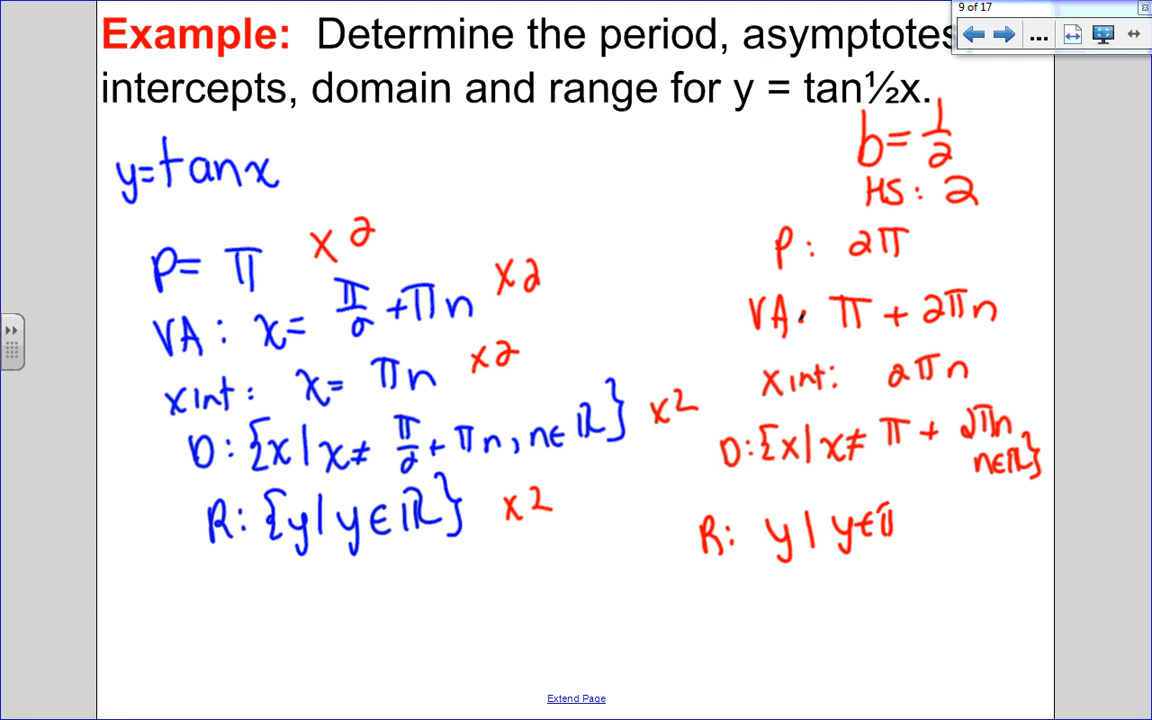 9 of 17
Example: Determine the period, asymptotes
intercepts, domain and range for y = tan½x.
b = 1/2
HS: 2
y = tan x
P = π x2
VA: x = π/2 + πn x2
x int: x = πn x2
D: {x | x ≠ π/2 + πn, n ∈ ℝ} x2
R: {y | y ∈ ℝ} x2
P: 2π
VA: π + 2πn
x int: 2πn
D: {x | x ≠ π + 2πn,
n ∈ ℝ}
R: y | y ∈
Extend Page